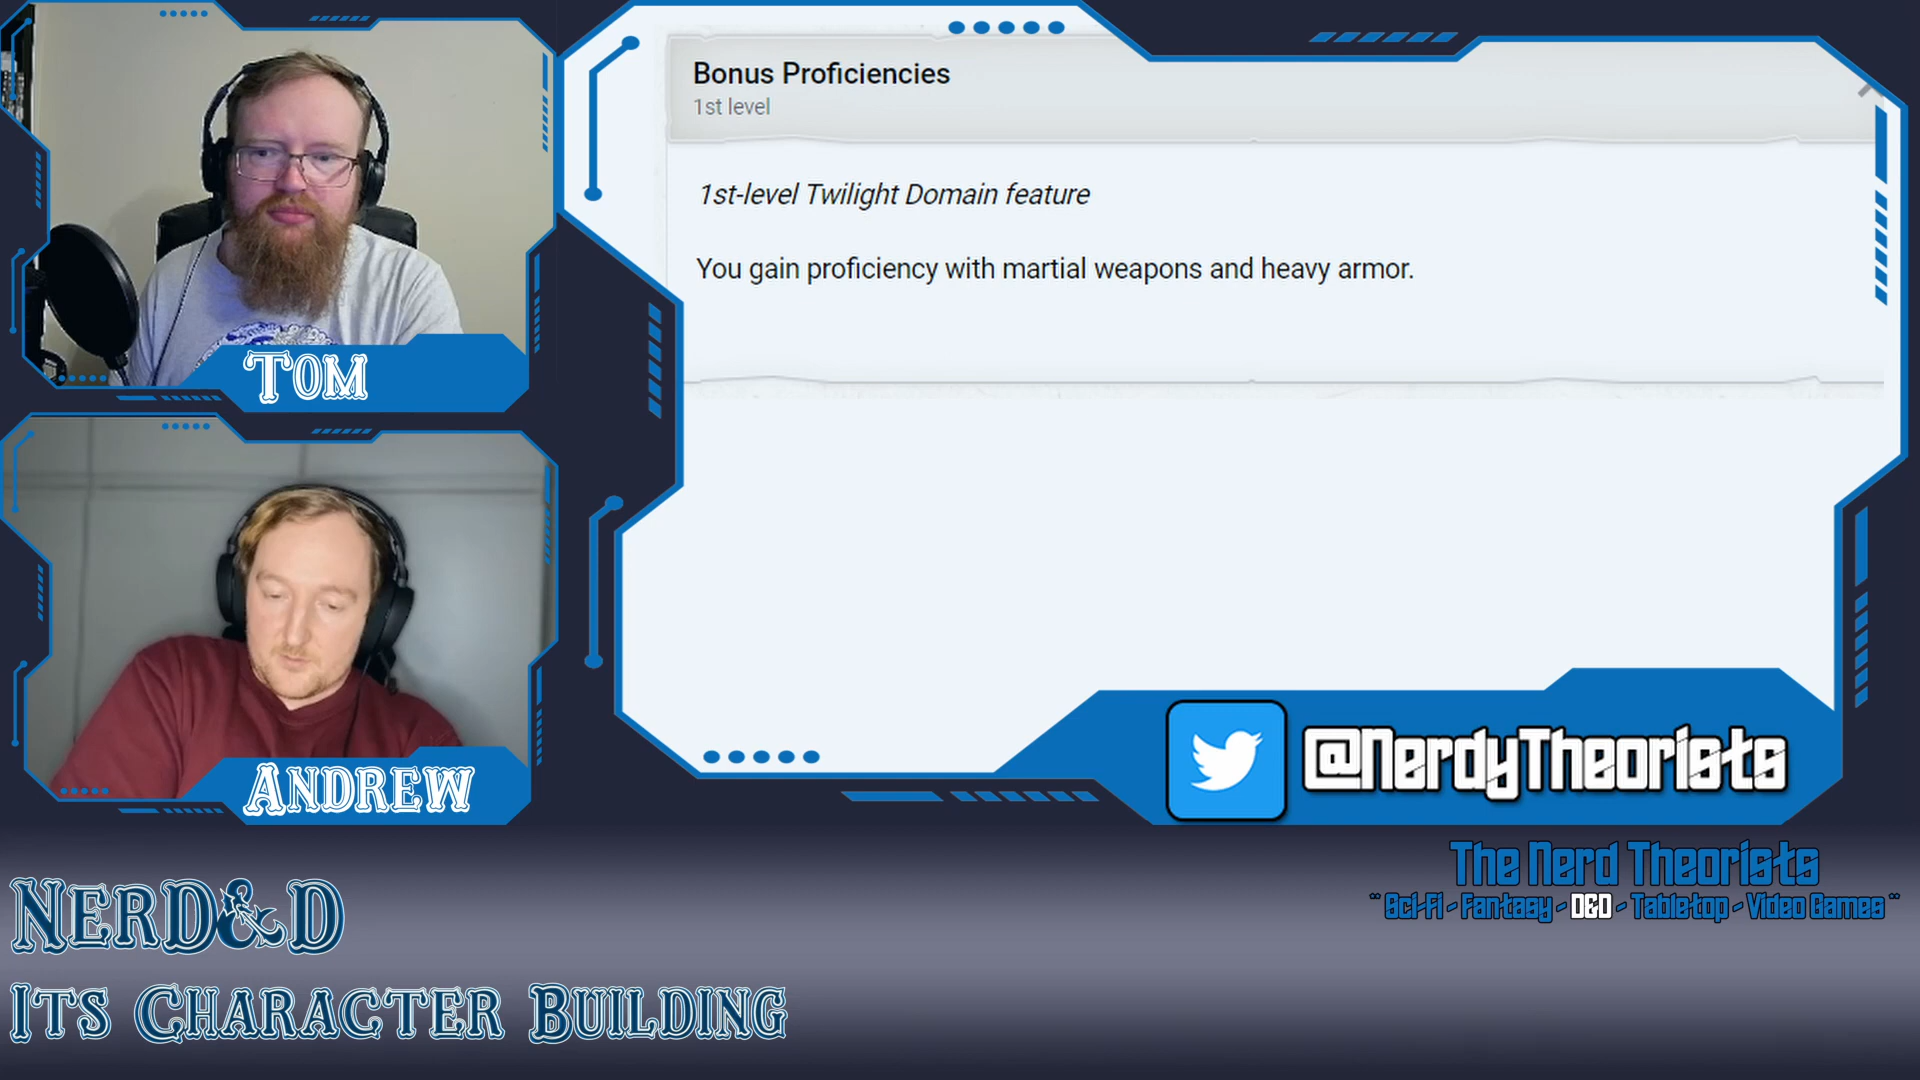 Bonus Proficiencies
1st level
1st-level Twilight Domain feature
You gain proficiency with martial weapons and heavy armor.
Tom
Andrew
@NerdyTheorists
The Nerd Theorists
~ Sci-Fi - Fantasy - D&D - Tabletop - Video Games ~
NerD&D
Its Character Building